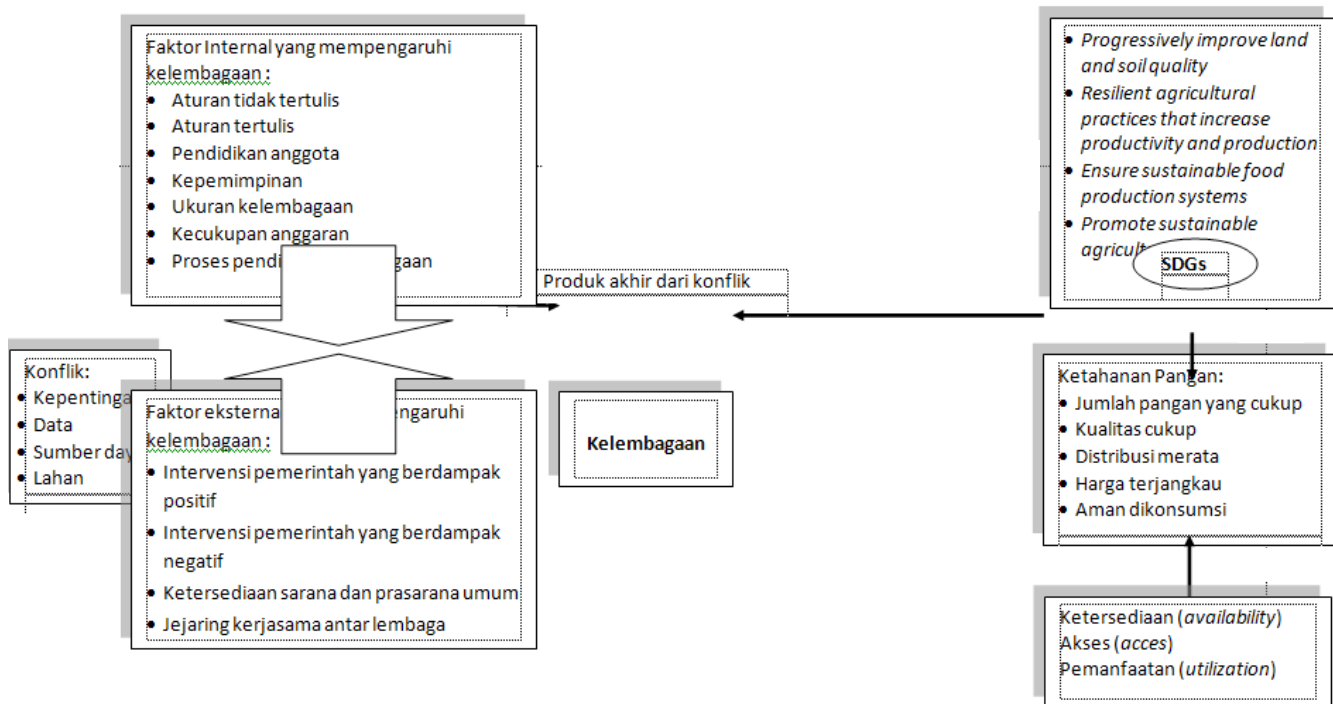 Faktor Internal yang mempengaruhi
kelembagaan :
• Aturan tidak tertulis
• Aturan tertulis
• Pendidikan anggota
• Kepemimpinan
• Ukuran kelembagaan
• Kecukupan anggaran
• Proses
Produk akhir dari konflik
• Progressively improve land
and soil quality
• Resilient agricultural
practices that increase
productivity and production
• Ensure sustainable food
production systems
• Promote sustainable
SDGs
Konflik:
• Kepentinga
• Data
• Sumber day
• Lahan
Faktor eksterna
kelembagaan :
• Intervensi pemerintah yang berdampak
positif
• Intervensi pemerintah yang berdampak
negatif
• Ketersediaan sarana dan prasarana umum
• Jejaring kerjasama antar lembaga
Kelembagaan
Ketahanan Pangan:
• Jumlah pangan yang cukup
• Kualitas cukup
• Distribusi merata
• Harga terjangkau
• Aman dikonsumsi
Ketersediaan (availability)
Akses (acces)
Pemanfaatan (utilization)